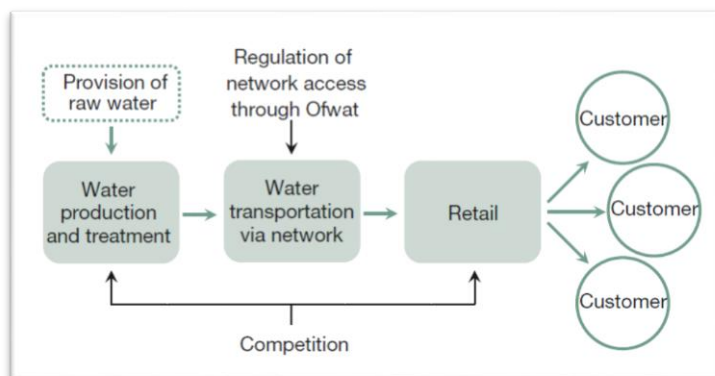 Provision of
raw water
Regulation of
network access
through Ofwat
Water
production
and treatment
Water
transportation
via network
Retail
Customer
Customer
Customer
Competition